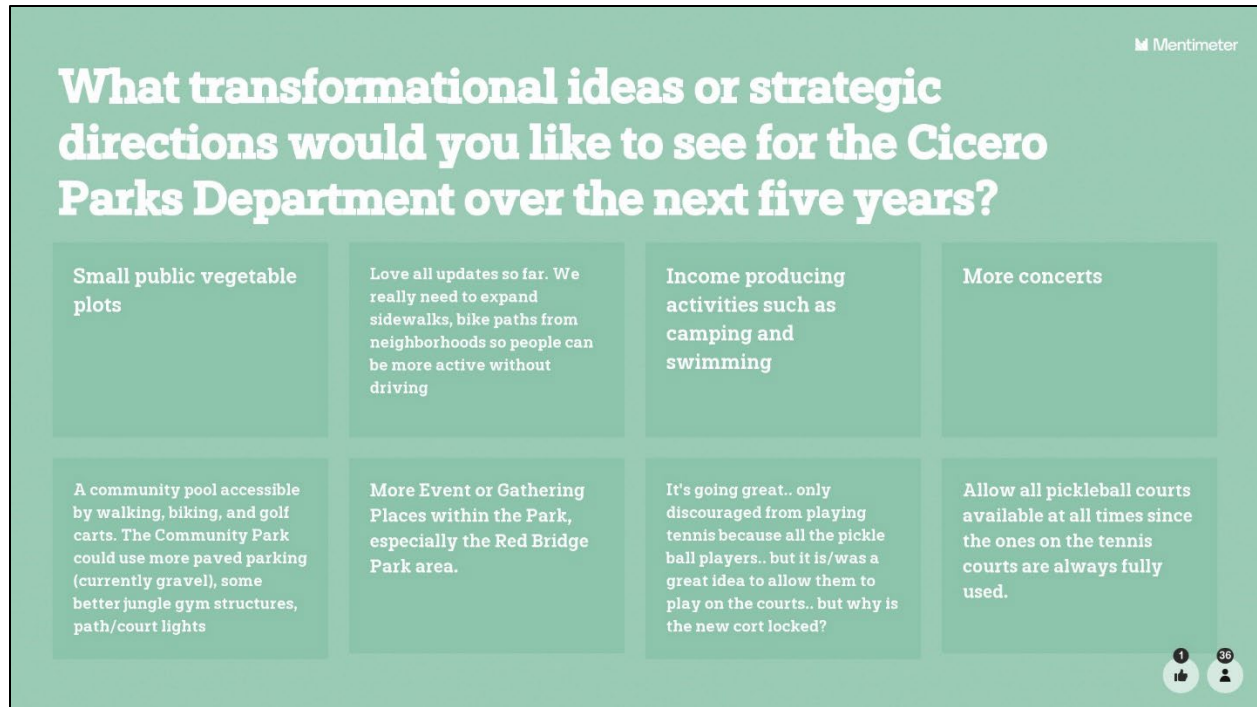 Mentimeter
What transformational ideas or strategic
directions would you like to see for the Cicero
Parks Department over the next five years?
Small public vegetable
plots
Love all updates so far. We
really need to expand
sidewalks, bike paths from
neighborhoods so people can
be more active without
driving
Income producing
activities such as
camping and
swimming
More concerts
A community pool accessible
by walking, biking, and golf
carts. The Community Park
could use more paved parking
(currently gravel), some
better jungle gym structures,
path/court lights
More Event or Gathering
Places within the Park,
especially the Red Bridge
Park area.
It's going great.. only
discouraged from playing
tennis because all the pickle
ball players.. but it is/was a
great idea to allow them to
play on the courts.. but why is
the new cort locked?
Allow all pickleball courts
available at all times since
the ones on the tennis
courts are always fully
used.
1
36